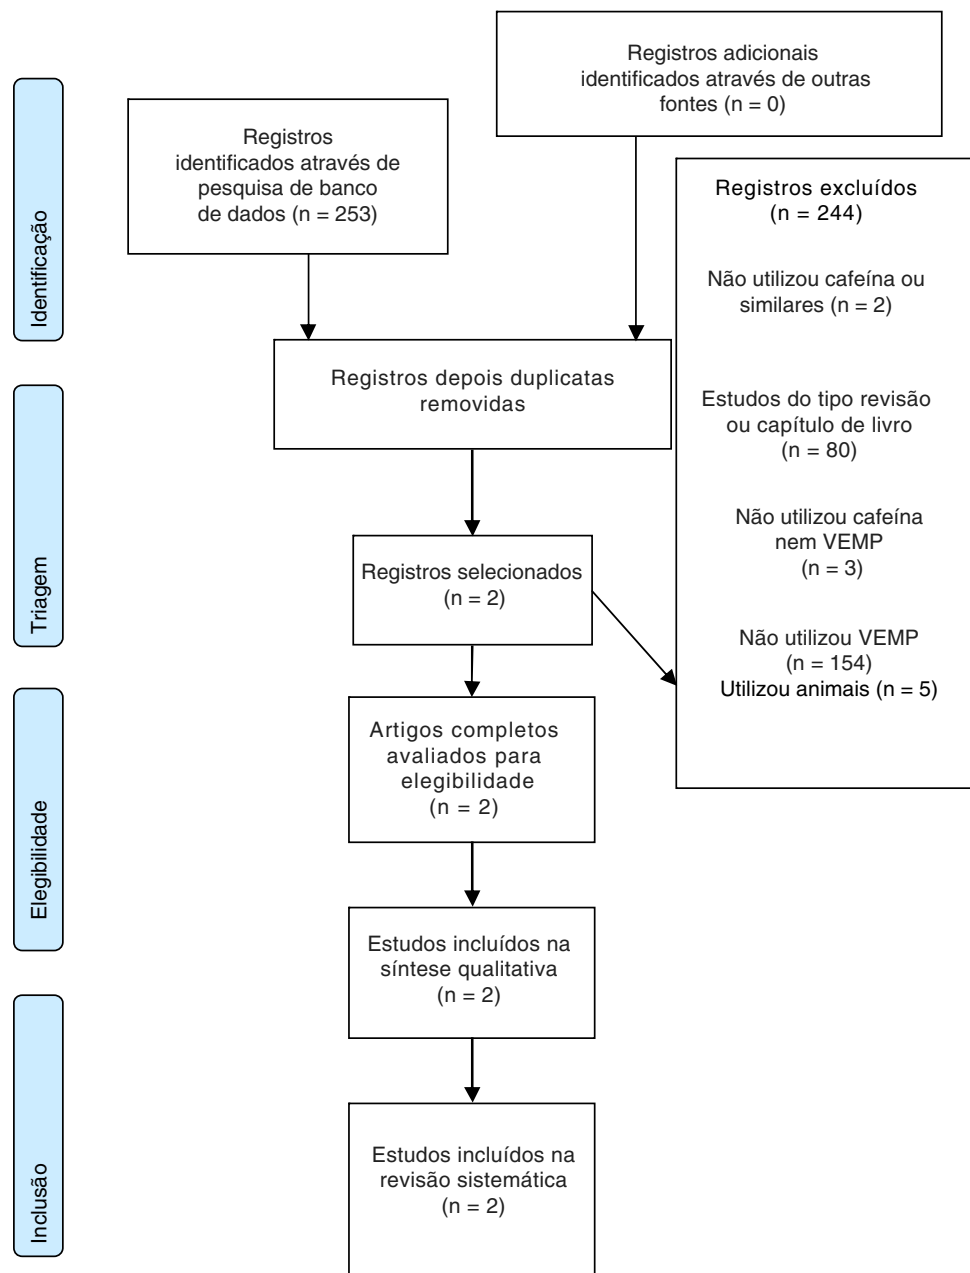 Registros adicionais
identificados através de outras
fontes (n = 0)
Identificação
Registros
identificados através de
pesquisa de banco
de dados (n = 253)
Registros excluídos
(n = 244)
Não utilizou cafeína ou
similares (n = 2)
Estudos do tipo revisão
ou capítulo de livro
(n = 80)
Não utilizou cafeína
nem VEMP
(n = 3)
Não utilizou VEMP
(n = 154)
Utilizou animais (n = 5)
Registros depois duplicatas
removidas
Triagem
Registros selecionados
(n = 2)
Elegibilidade
Artigos completos
avaliados para
elegibilidade
(n = 2)
Estudos incluídos na
síntese qualitativa
(n = 2)
Inclusão
Estudos incluídos na
revisão sistemática
(n = 2)